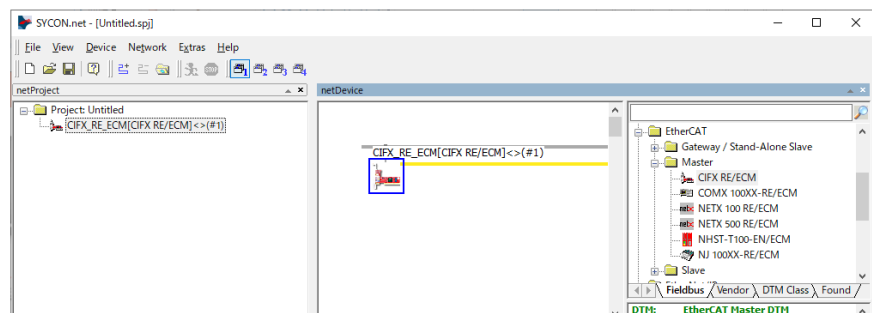 SYCON.net - [Untitled.spj]
File View Device Network Extras Help
netProject
netDevice
Project: Untitled
CIFX_RE_ECM[CIFX RE/ECM]<>(#1)
CIFX_RE_ECM[CIFX RE/ECM]<>(#1)
EtherCAT
Gateway / Stand-Alone Slave
Master
CIFX RE/ECM
COMX 100XX-RE/ECM
NETX 100 RE/ECM
NETX 500 RE/ECM
NHST-T100-EN/ECM
NJ 100XX-RE/ECM
Slave
Fieldbus Vendor DTM Class Found
DTM: EtherCAT Master DTM